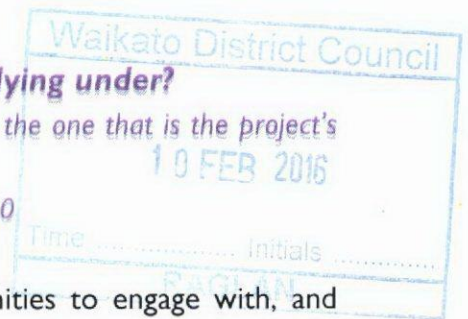 Waikato District Council
lying under?
the one that is the project's
10 FEB 2016
0
Time .................. Initials ..............
RAGLAN
nities to engage with, and